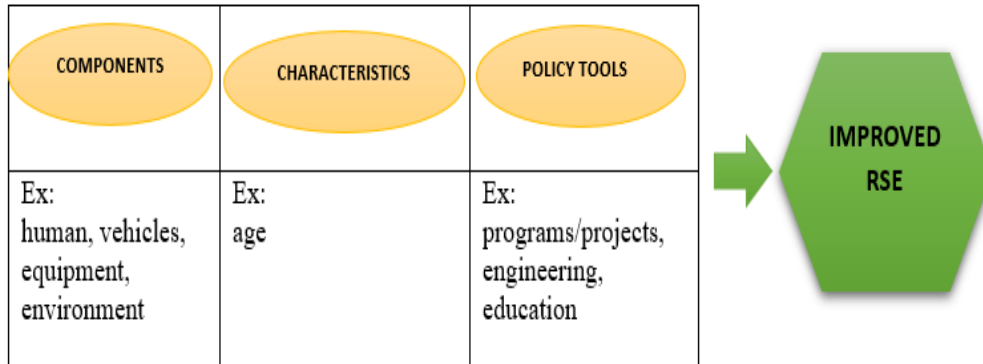 COMPONENTS
CHARACTERISTICS
POLICY TOOLS
Ex:
human, vehicles,
equipment,
environment
Ex:
age
Ex:
programs/projects,
engineering,
education
IMPROVED
RSE